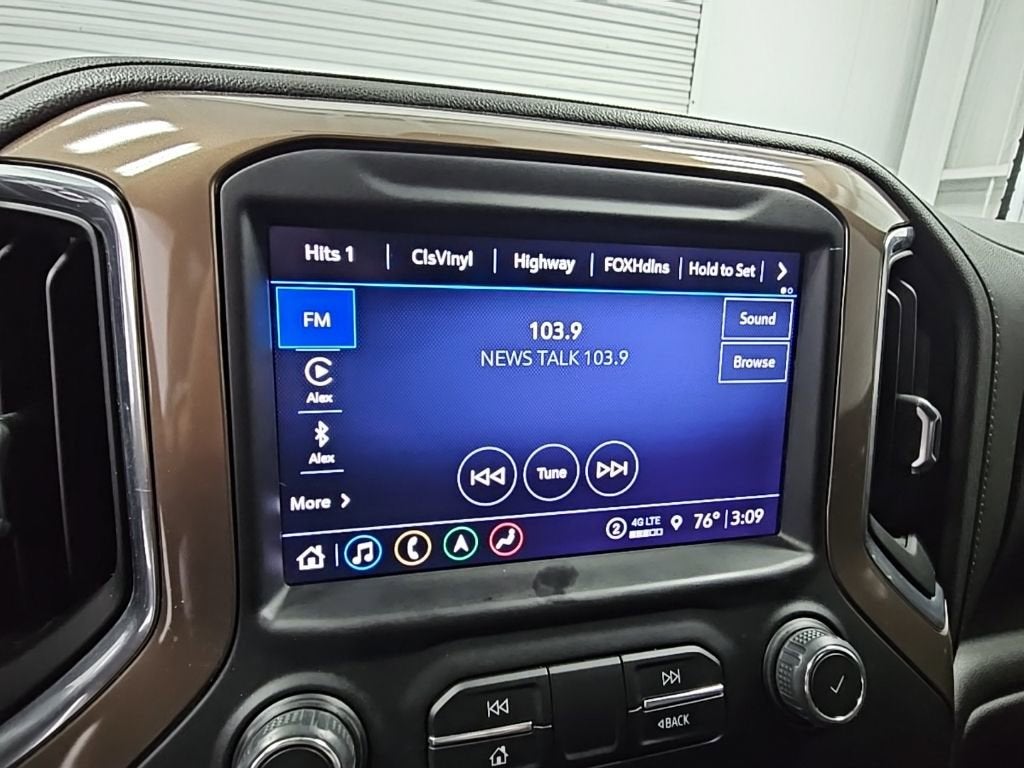 Hits 1 ClsVinyl Highway FOXHdlns Hold to Set
FM
103.9
NEWS TALK 103.9
Sound
Browse
Alex
Alex
Tune
More
2 4G LTE 76° 3:09
BACK